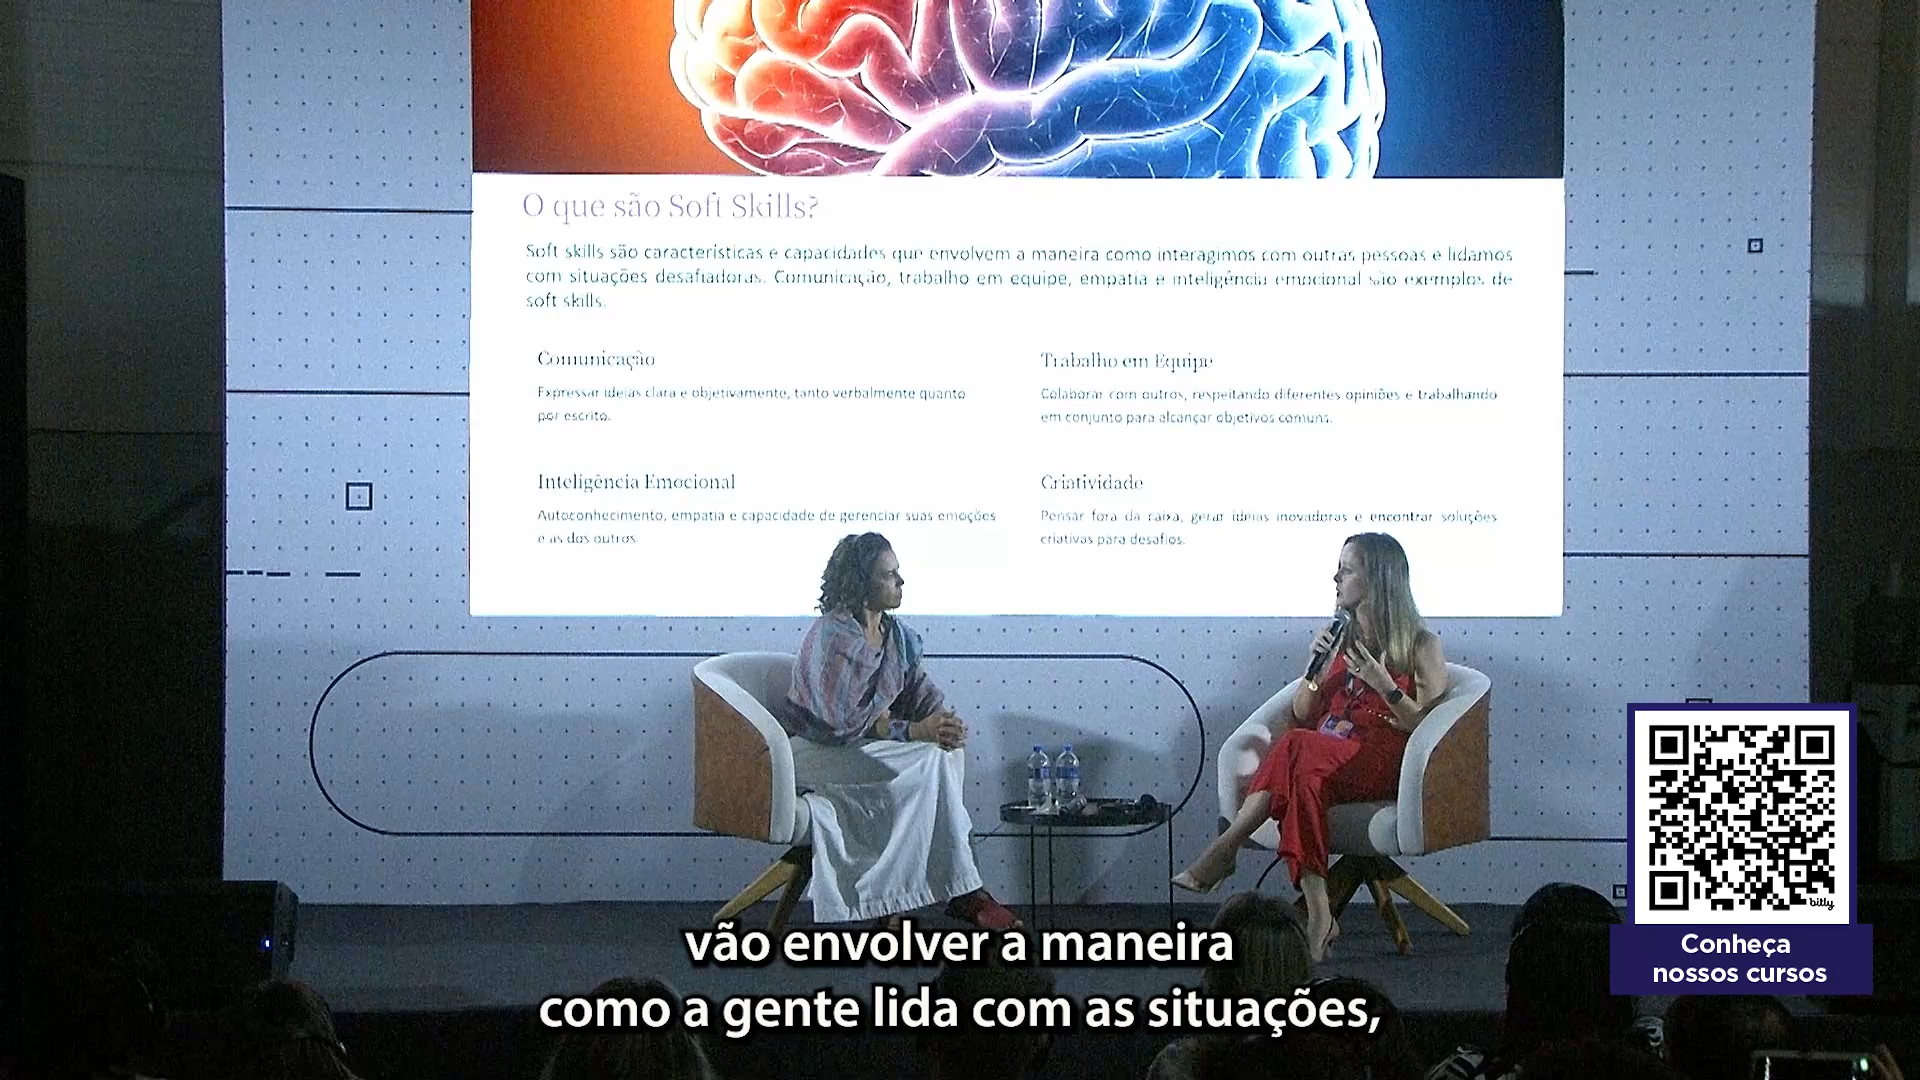 O que são Soft Skills?
Soft skills são características e capacidades que envolvem a maneira como interagimos com outras pessoas e lidamos
com situações desafiadoras. Comunicação, trabalho em equipe, empatia e inteligência emocional são exemplos de
soft skills.
Comunicação
Expressar ideias clara e objetivamente, tanto verbalmente quanto
por escrito.
Trabalho em Equipe
Colaborar com outros, respeitando diferentes opiniões e trabalhando
em conjunto para alcançar objetivos comuns.
Inteligência Emocional
Autoconhecimento, empatia e capacidade de gerenciar suas emoções
e as dos outros.
Criatividade
Pensar fora da caixa, gerar ideias inovadoras e encontrar soluções
criativas para desafios.
bitly
Conheça
nossos cursos
vão envolver a maneira
como a gente lida com as situações,